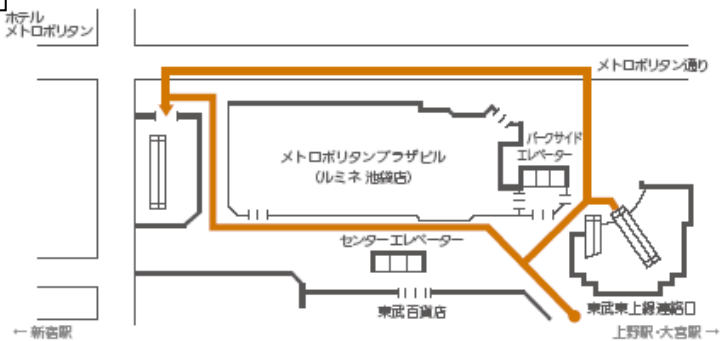 ホテル
メトロポリタン
メトロポリタン通り
パークサイド
エレベーター
メトロポリタンプラザビル
(ルミネ 池袋店)
センターエレベーター
東武百貨店
東武東上線連絡口
← 新宿駅
上野駅・大宮駅 →